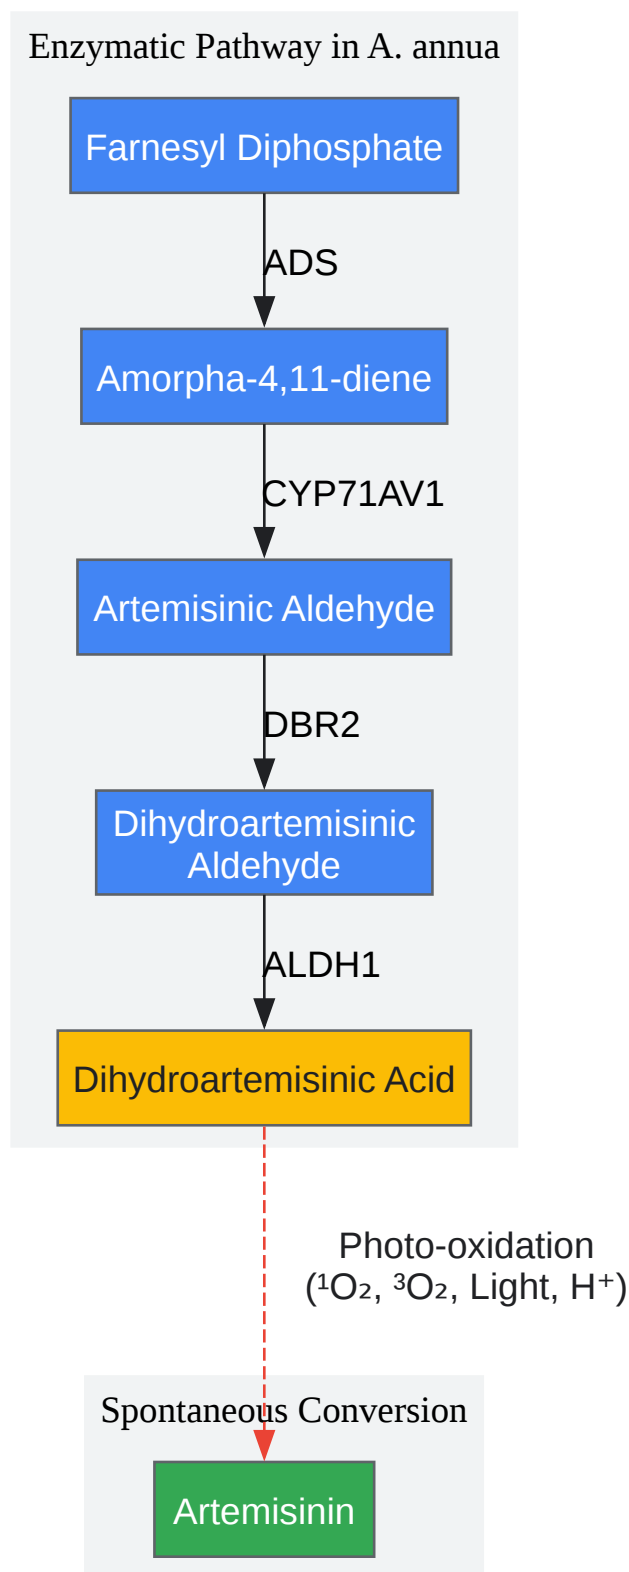 Enzymatic Pathway in A. annua
Farnesyl Diphosphate
ADS
Amorpha-4,11-diene
CYP71AV1
Artemisinic Aldehyde
DBR2
Dihydroartemisinic
Aldehyde
ALDH1
Dihydroartemisinic Acid
Photo-oxidation
(¹O₂, ³O₂, Light, H⁺)
Spontaneous Conversion
Artemisinin